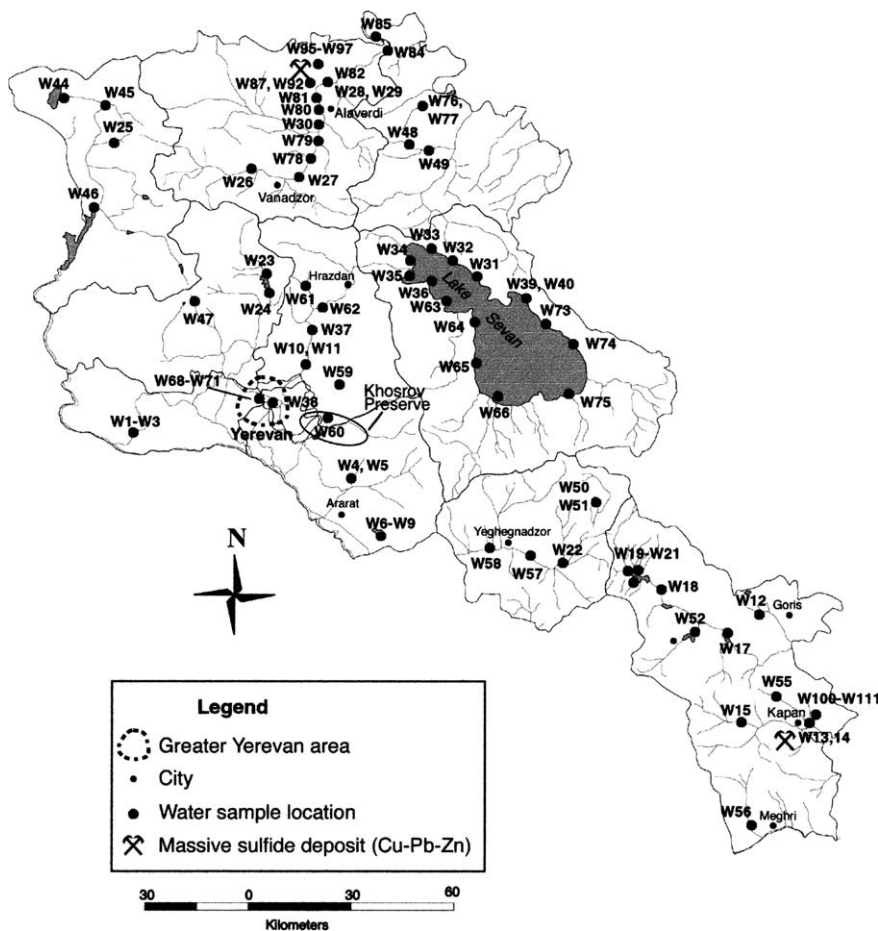 W85
W95-W97
W84
W82
W87, W92
W28, W29
W44
W45
W81
W80
Alaverdi
W76,
W77
W30
W25
W79
W48
W49
W78
W26
W27
Vanadzor
W46
W33
W34
W32
W23
W31
W35
Hrazdan
W39, W40
W36
Lake
W61
W24
W63
W62
W73
W47
W64
Sevan
W37
W74
W10, W11
W65
W59
W68-W71
Khosrov
Preserve
W38
W66
W75
Yerevan
W60
W1-W3
W4, W5
W50
W51
Ararat
W6-W9
Yeghegnadzor
N
W22
W19-W21
W58
W57
W18
W12
Goris
W52
W17
W55
W100-W111
W15
Kapan
W13,14
W56
Meghri
Legend
Greater Yerevan area
City
Water sample location
Massive sulfide deposit (Cu-Pb-Zn)
30 0 30 60
Kilometers